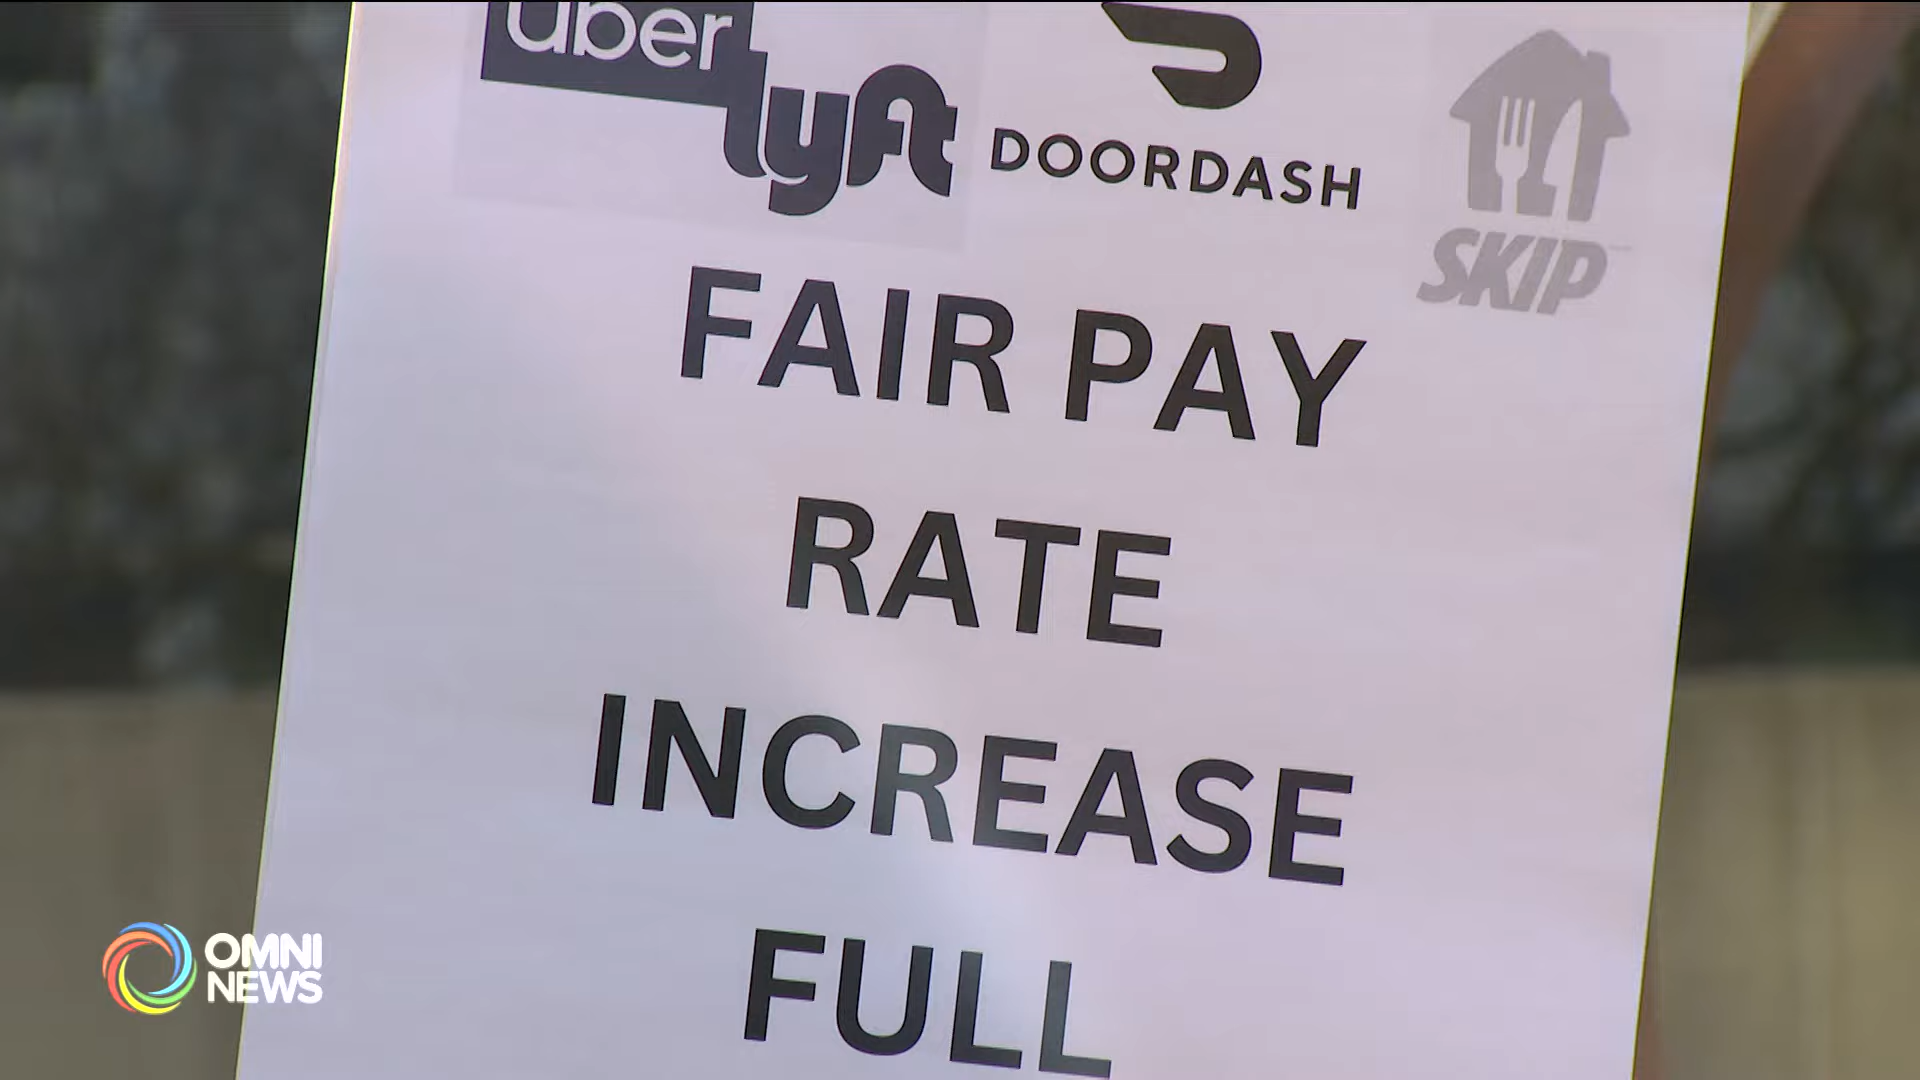 uber
lyft
DOORDASH
SKIP
FAIR PAY
RATE
INCREASE
FULL
OMNI
NEWS